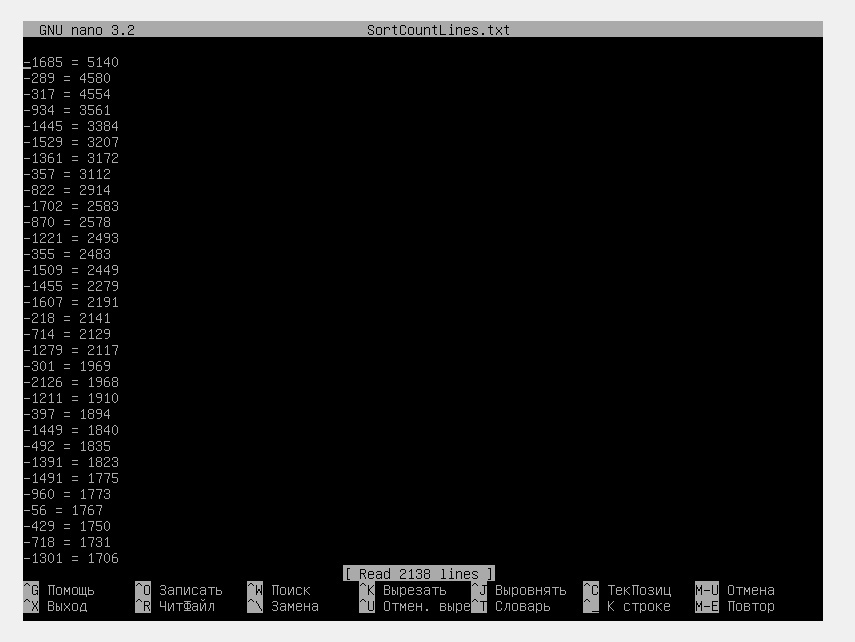 GNU nano 3.2 SortCountLines.txt
-1685 = 5140
-289 = 4580
-317 = 4554
-934 = 3561
-1445 = 3384
-1529 = 3207
-1361 = 3172
-357 = 3112
-822 = 2914
-1702 = 2583
-870 = 2578
-1221 = 2493
-355 = 2483
-1509 = 2449
-1455 = 2279
-1607 = 2191
-218 = 2141
-714 = 2129
-1279 = 2117
-301 = 1969
-2126 = 1968
-1211 = 1910
-397 = 1894
-1449 = 1840
-492 = 1835
-1391 = 1823
-1491 = 1775
-960 = 1773
-56 = 1767
-429 = 1750
-718 = 1731
-1301 = 1706
[ Read 2138 lines ]
^G Помощь ^O Записать ^W Поиск ^K Вырезать ^J Выровнять ^C ТекПозиц M-U Отмена
^X Выход ^R ЧитФайл ^\ Замена ^U Отмен. выре ^T Словарь ^_ К строке M-E Повтор